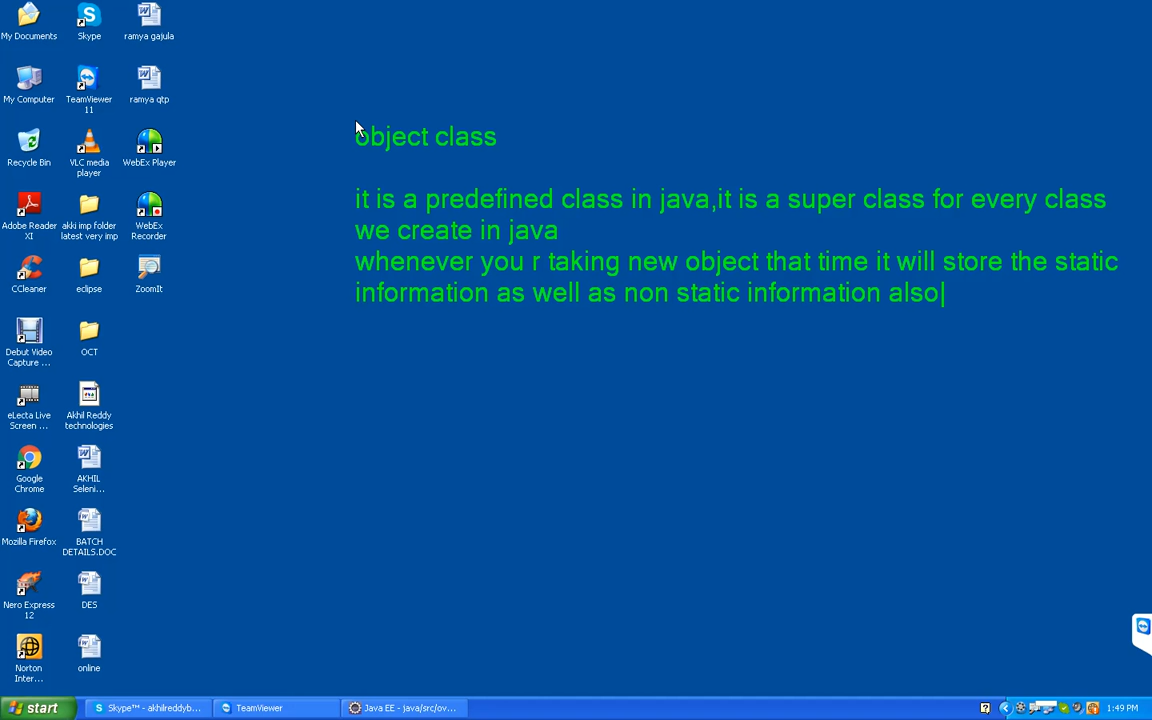 My Documents
Skype
ramya gajula
My Computer
TeamViewer
11
ramya qtp
Recycle Bin
VLC media
player
WebEx Player
Adobe Reader
XI
akki imp folder
latest very imp
WebEx
Recorder
CCleaner
eclipse
ZoomIt
Debut Video
Capture ...
OCT
eLecta Live
Screen ...
Akhil Reddy
technologies
Google
Chrome
AKHIL
Seleni...
Mozilla Firefox
BATCH
DETAILS.DOC
Nero Express
12
DES
Norton
Inter...
online
object class
it is a predefined class in java,it is a super class for every class
we create in java
whenever you r taking new object that time it will store the static
information as well as non static information also
start
Skype™ - akhilreddyb...
TeamViewer
Java EE - java/src/ov...
1:49 PM